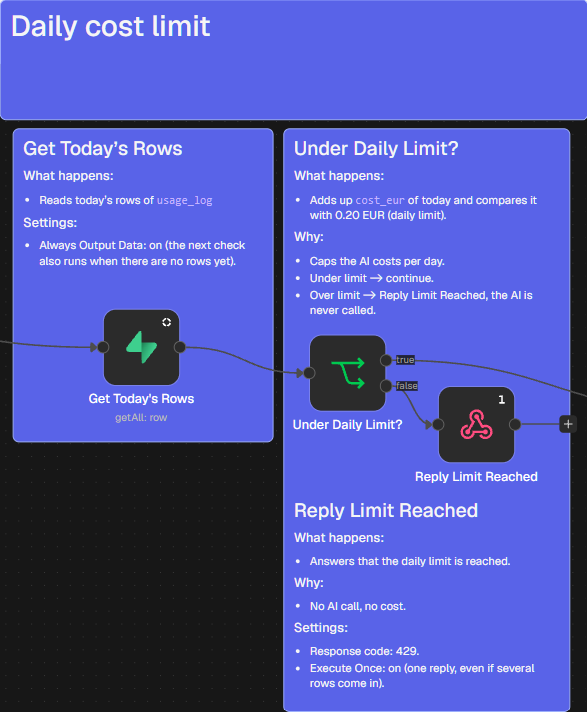 Daily cost limit
Get Today's Rows
What happens:
• Reads today's rows of usage_log
Settings:
• Always Output Data: on (the next check
also runs when there are no rows yet).
Get Today's Rows
getAll: row
Under Daily Limit?
What happens:
• Adds up cost_eur of today and compares it
with 0.20 EUR (daily limit).
Why:
• Caps the AI costs per day.
• Under limit → continue.
• Over limit → Reply Limit Reached, the AI is
never called.
true
false
Under Daily Limit?
1
Reply Limit Reached
Reply Limit Reached
What happens:
• Answers that the daily limit is reached.
Why:
• No AI call, no cost.
Settings:
• Response code: 429.
• Execute Once: on (one reply, even if several
rows come in).